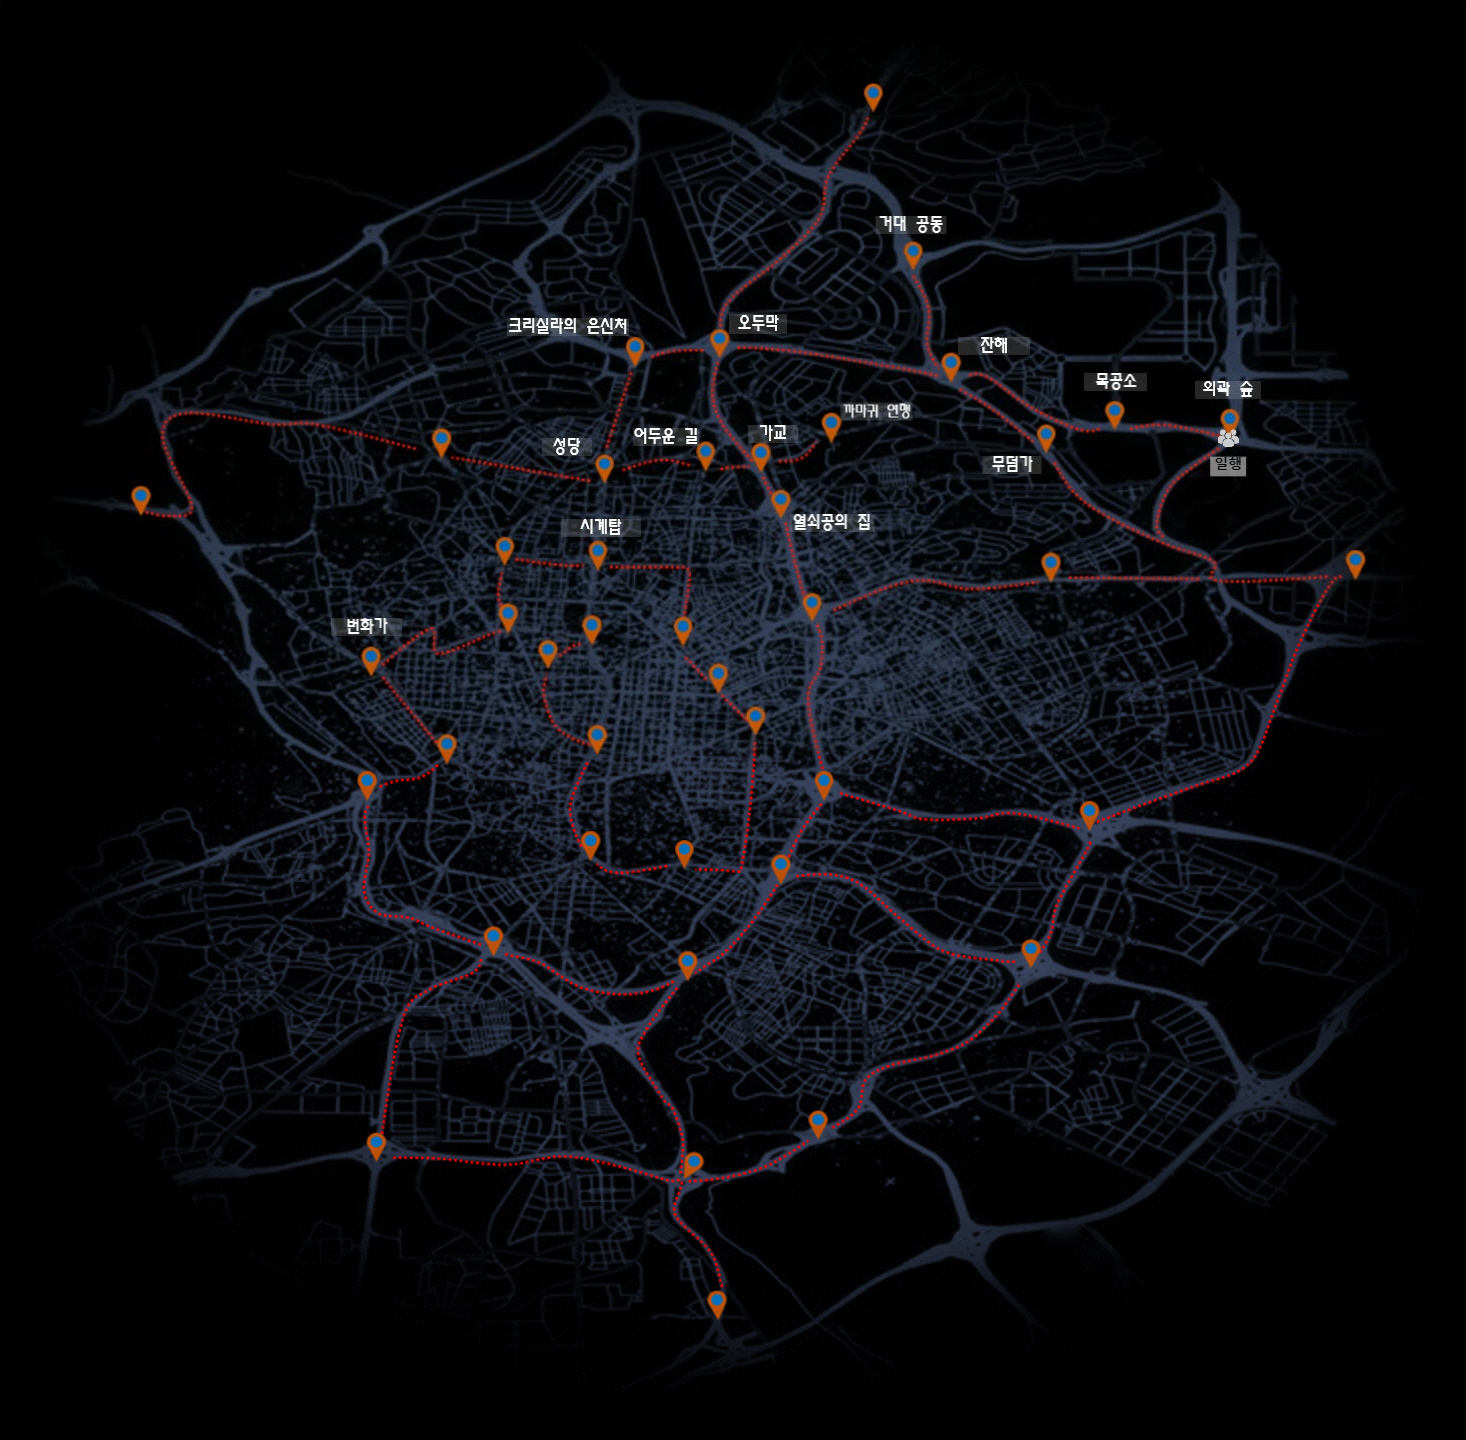 거대 공동
크리실라의 은신처
오두막
잔해
목공소
외곽 숲
까마귀 연행
성당
어두운 길
가교
무덤가
일행
열쇠공의 집
시계탑
번화가